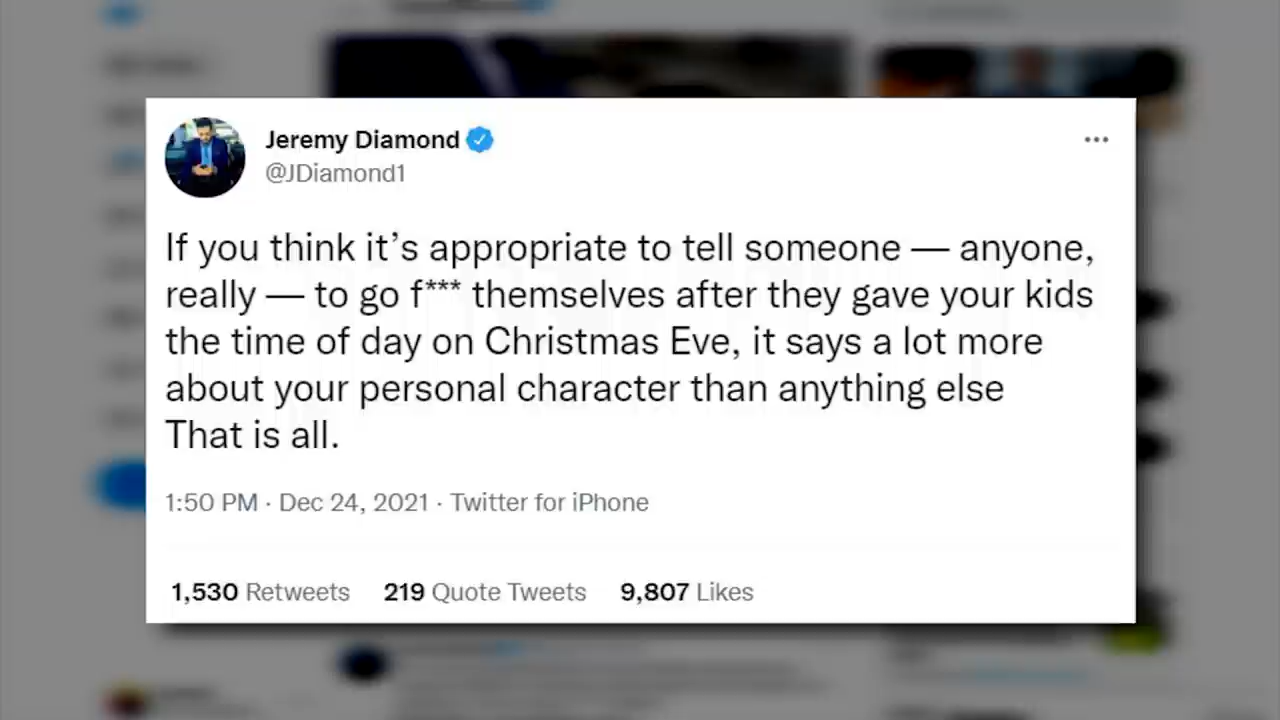 Jeremy Diamond
@JDiamond1
If you think it’s appropriate to tell someone — anyone,
really — to go f*** themselves after they gave your kids
the time of day on Christmas Eve, it says a lot more
about your personal character than anything else
That is all.
1:50 PM · Dec 24, 2021 · Twitter for iPhone
1,530 Retweets 219 Quote Tweets 9,807 Likes